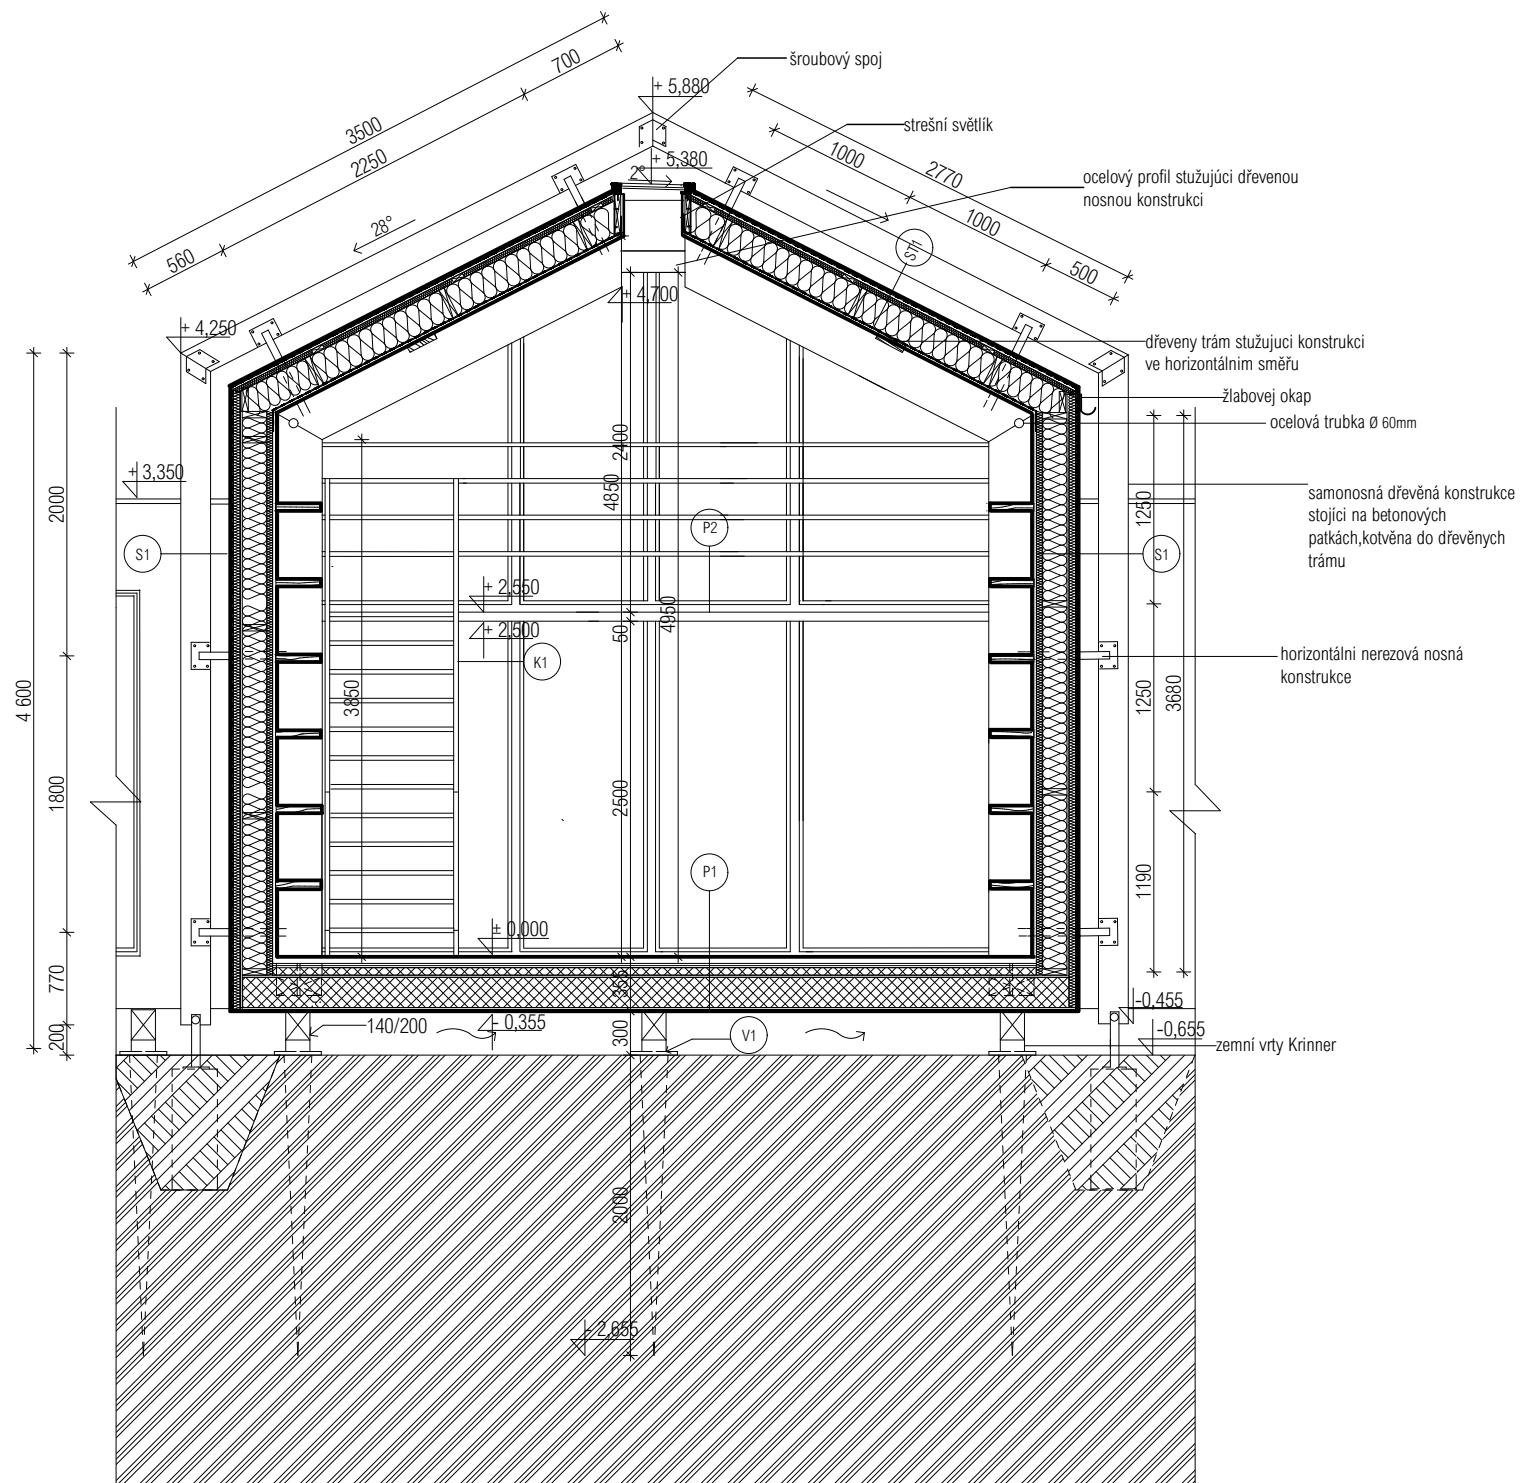 šroubový spoj
700
+ 5,880
3500
strešní světlík
2250
1000
2770
+ 5,380
2°
ocelový profil stužujúci dřevenou
nosnou konstrukci
28°
1000
560
ST1
500
+ 4,700
+ 4,250
dřeveny trám stužujuci konstrukci
ve horizontálnim směřu
žlabovej okap
ocelová trubka Ø 60mm
2400
+ 3,350
4850
2000
1250
samonosná dřevěná konstrukce
stojíci na betonových
patkách,kotvěna do dřevěnych
trámu
P2
S1
S1
+ 2,550
4950
50
+ 2,500
K1
horizontálni nerezová nosná
konstrukce
3850
4 600
1250
3680
1800
2500
P1
1190
± 0,000
770
355
-0,455
200
140/200
- 0,355
300
V1
-0,655
zemní vrty Krinner
2000
- 2,655